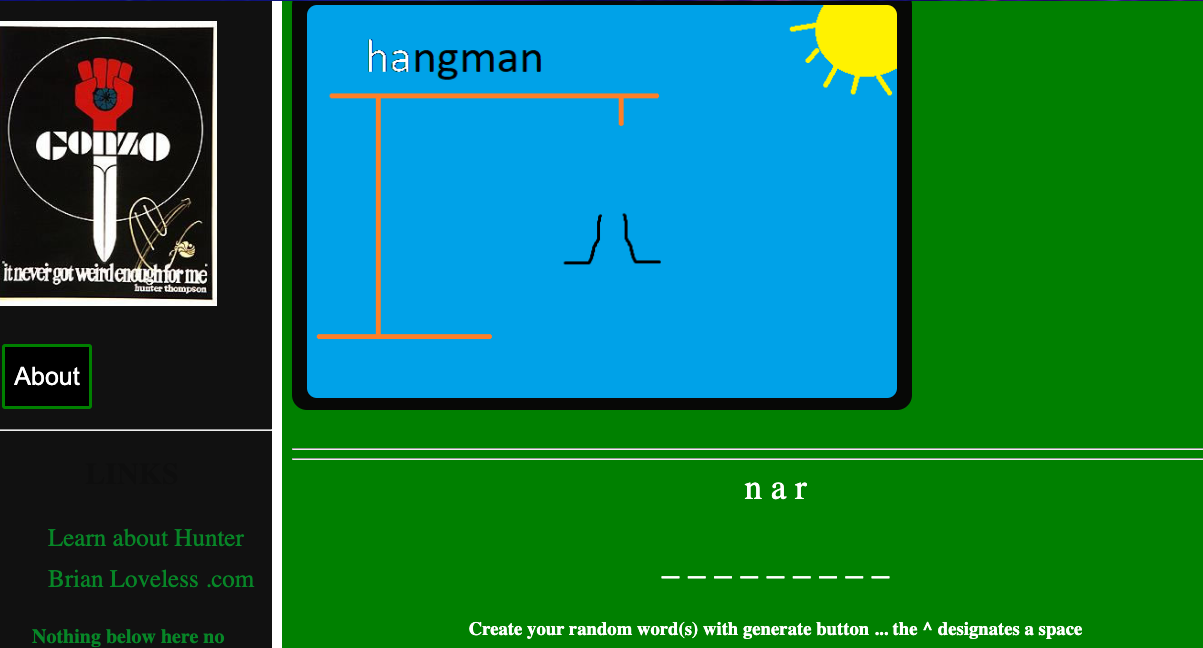 GONZO
"it never got weird enough for me"
hunter thompson
About
LINKS
Learn about Hunter
Brian Loveless .com
Nothing below here no
hangman
n a r
_ _ _ _ _ _ _ _ _
Create your random word(s) with generate button ... the ^ designates a space